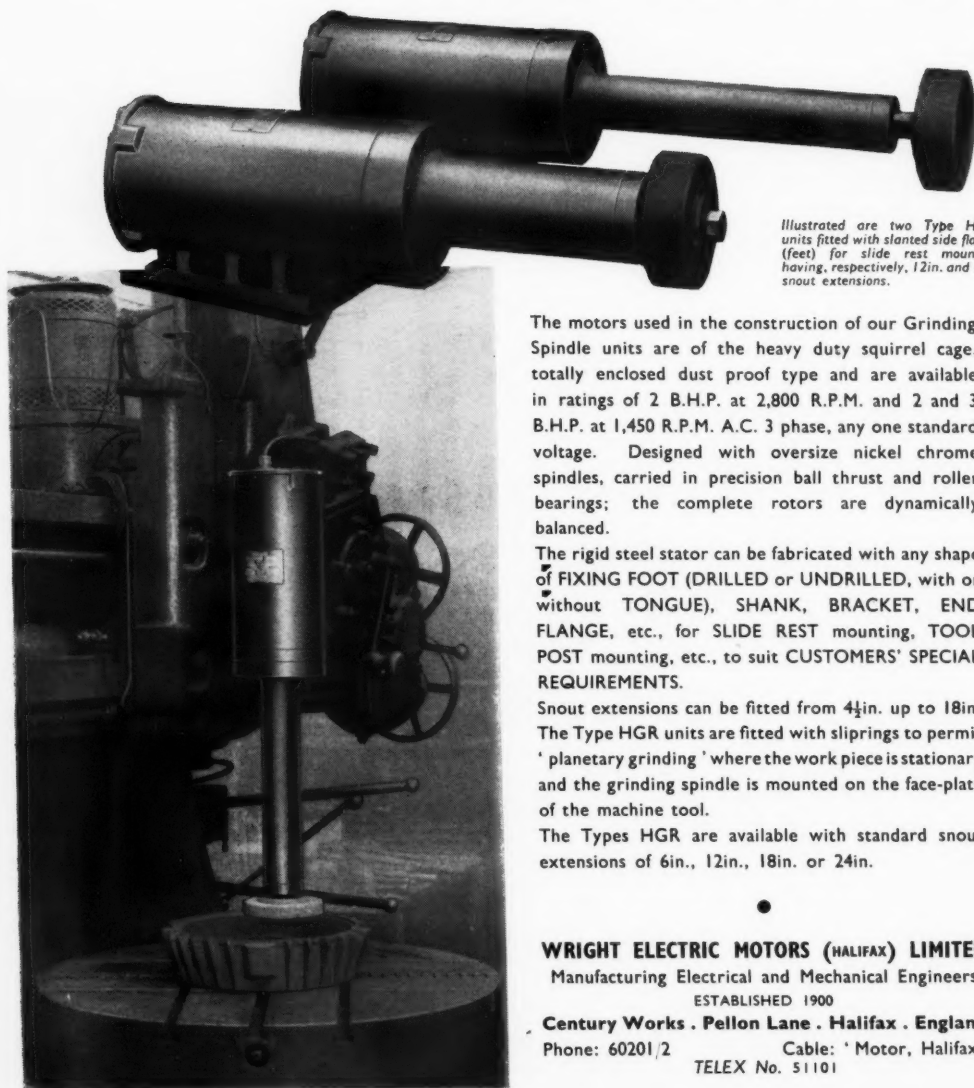 Illustrated are two Type H
units fitted with slanted side fla
(feet) for slide rest moun
having, respectively, 12in. and
snout extensions.
The motors used in the construction of our Grinding
Spindle units are of the heavy duty squirrel cage,
totally enclosed dust proof type and are available
in ratings of 2 B.H.P. at 2,800 R.P.M. and 2 and 3
B.H.P. at 1,450 R.P.M. A.C. 3 phase, any one standard
voltage. Designed with oversize nickel chrome
spindles, carried in precision ball thrust and roller
bearings; the complete rotors are dynamically
balanced.
The rigid steel stator can be fabricated with any shape
of FIXING FOOT (DRILLED or UNDRILLED, with or
without TONGUE), SHANK, BRACKET, END
FLANGE, etc., for SLIDE REST mounting, TOOL
POST mounting, etc., to suit CUSTOMERS' SPECIAL
REQUIREMENTS.
Snout extensions can be fitted from 4½in. up to 18in
The Type HGR units are fitted with sliprings to permi
' planetary grinding ' where the work piece is stationar
and the grinding spindle is mounted on the face-plat
of the machine tool.
The Types HGR are available with standard snou
extensions of 6in., 12in., 18in. or 24in.
WRIGHT ELECTRIC MOTORS (HALIFAX) LIMITE
Manufacturing Electrical and Mechanical Engineers
ESTABLISHED 1900
Century Works . Pellon Lane . Halifax . Englan
Phone: 60201/2 Cable: ' Motor, Halifax
TELEX No. 51101